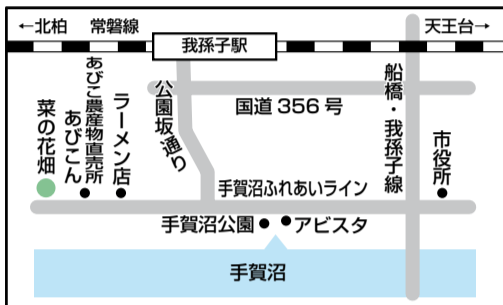 ←北柏 常磐線 天王台→
我孫子駅
国道 356 号
公園坂通り
船橋・我孫子線
市役所
ラーメン店
あびこ農産物直売所
あびこん
菜の花畑
手賀沼ふれあいライン
手賀沼公園
アビスタ
手賀沼